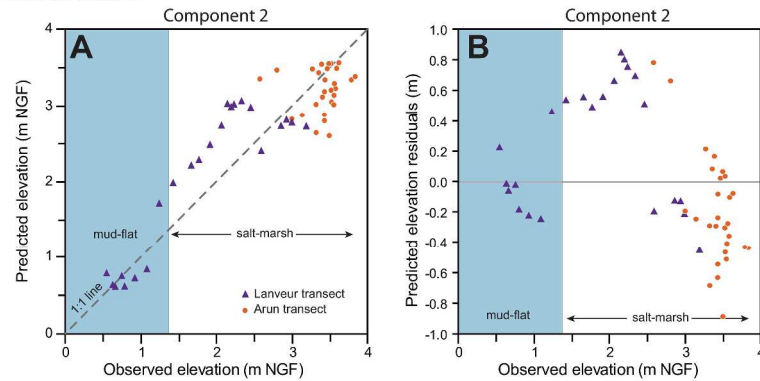 Component 2
A
4
3
2
1
0
Predicted elevation (m NGF)
mud-flat
salt-marsh
1:1 line
Lanveur transect
Arun transect
0 1 2 3 4
Observed elevation (m NGF)
Component 2
B
1.0
0.8
0.6
0.4
0.2
0.0
-0.2
-0.4
-0.6
-0.8
-1.0
Predicted elevation residuals (m)
mud-flat
salt-marsh
0 1 2 3 4
Observed elevation (m NGF)